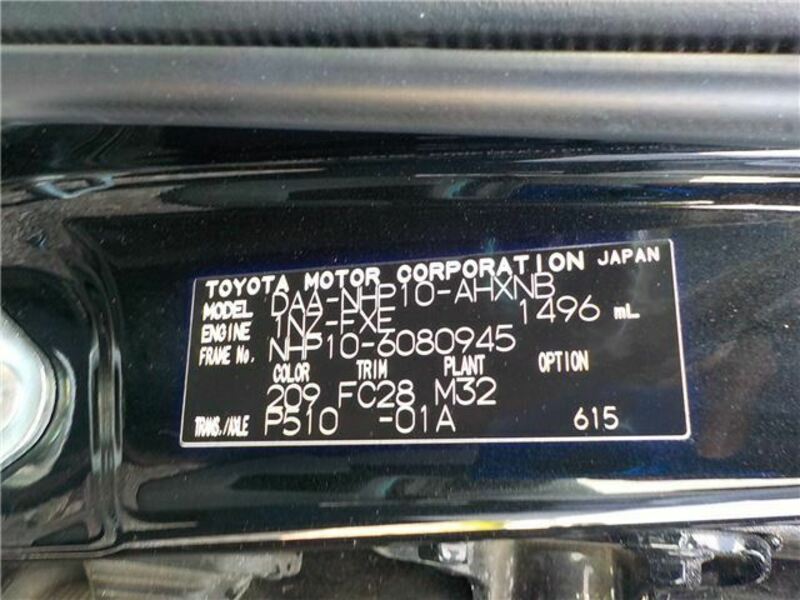 TOYOTA MOTOR CORPORATION JAPAN
MODEL DAA-NHP10-AHXNB
ENGINE 1NZ-FXE 1496 mL
FRAME No. NHP10-6080945
COLOR TRIM PLANT OPTION
209 FC28 M32
TRANS./AXLE P510 -01A 615